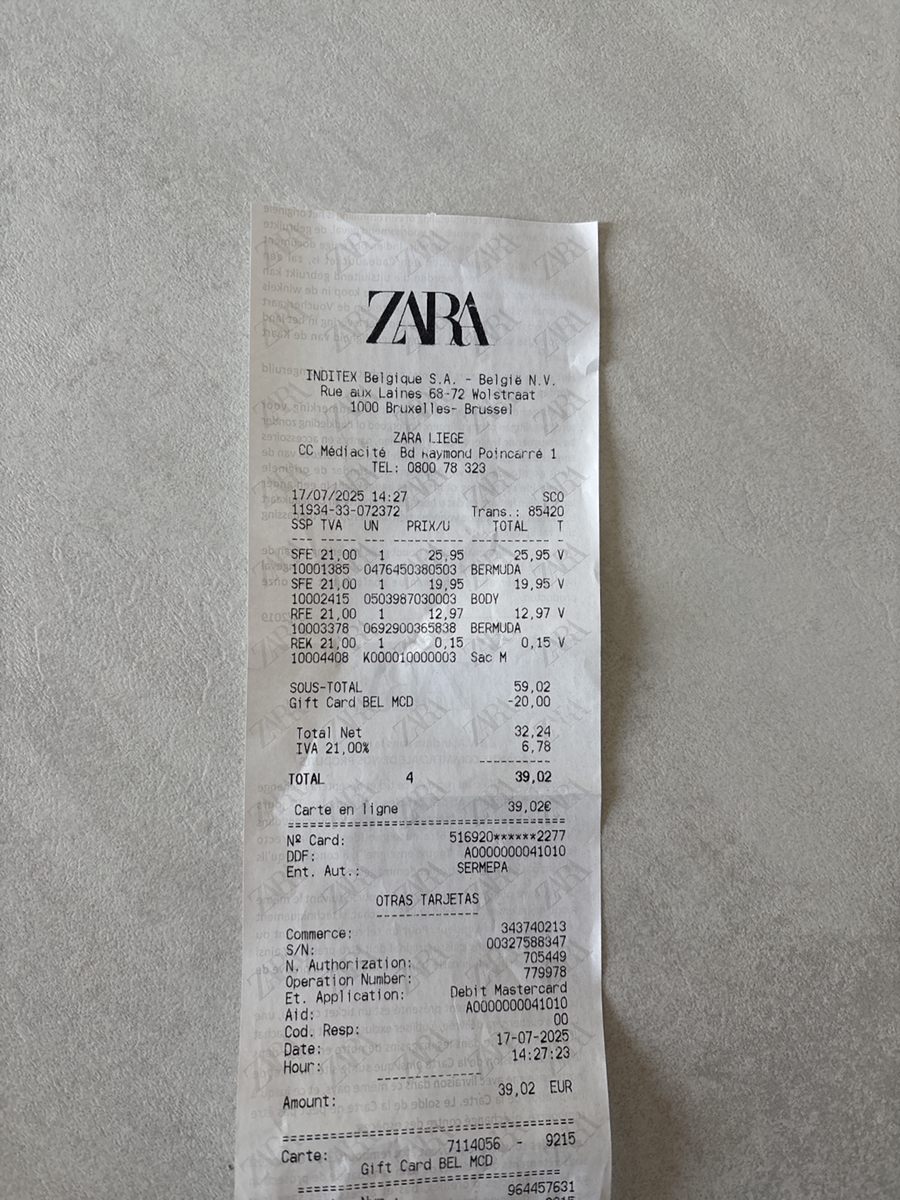 ZARA
INDITEX Belgique S.A. - België N.V.
Rue aux Laines 68-72 Wolstraat
1000 Bruxelles- Brussel
ZARA LIEGE
CC Médiacité Bd Raymond Poincarré 1
TEL: 0800 78 323
17/07/2025 14:27 SCO
11934-33-072372 Trans.: 85420
SSP TVA UN PRIX/U TOTAL T
SFE 21,00 1 25,95 25,95 V
10001385 0476450380503 BERMUDA
SFE 21,00 1 19,95 19,95 V
10002415 0503987030003 BODY
RFE 21,00 1 12,97 12,97 V
10003378 0692900365838 BERMUDA
REK 21,00 1 0,15 0,15 V
10004408 K000010000003 Sac M
SOUS-TOTAL 59,02
Gift Card BEL MCD -20,00
Total Net 32,24
IVA 21,00% 6,78
TOTAL 4 39,02
Carte en ligne 39,02€
Nº Card: 516920******2277
DDF: A0000000041010
Ent. Aut.: SERMEPA
OTRAS TARJETAS
Commerce: 343740213
S/N: 00327588347
N. Authorization: 705449
Operation Number: 779978
Et. Application: Debit Mastercard
Aid: A0000000041010
Cod. Resp: 00
Date: 17-07-2025
Hour: 14:27:23
Amount: 39,02 EUR
Carte: 7114056 - 9215
Gift Card BEL MCD
964457631